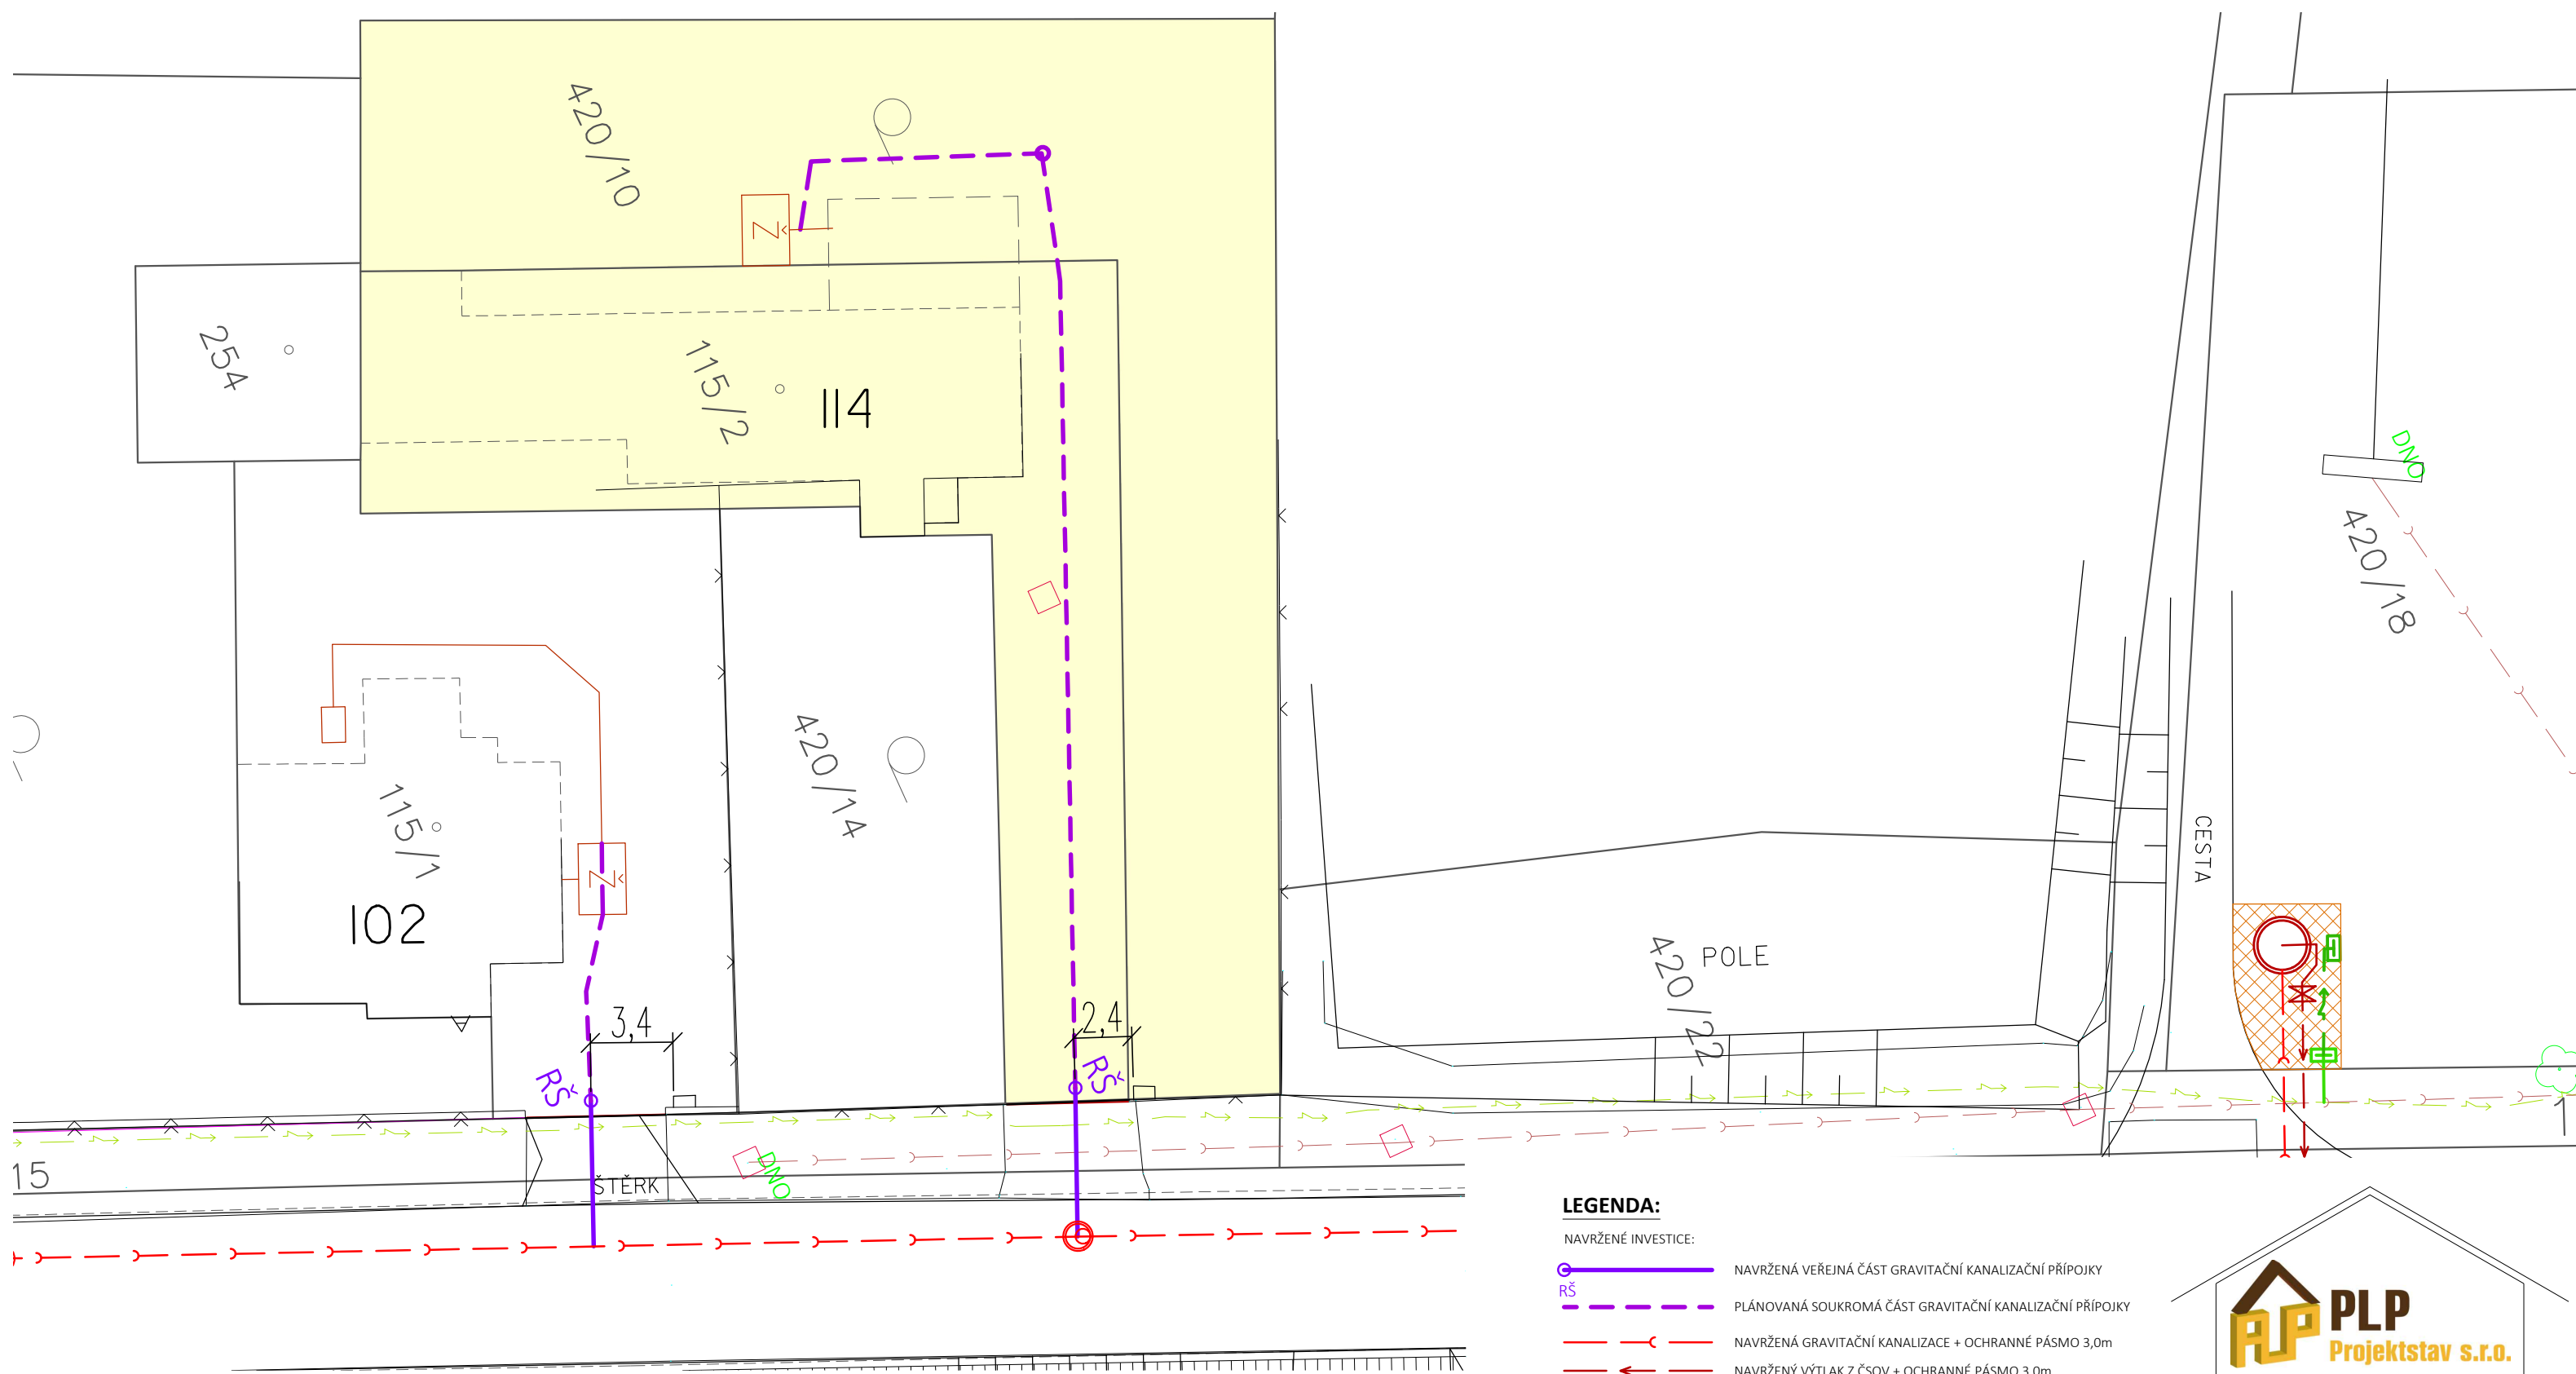 420/10
Ž
254
115/2
114
DNO
420/18
420/14
115/1
102
Ž
CESTA
POLE
420/22
3,4
2,4
RŠ
RŠ
15
ŠTĚRK
DNO
1
LEGENDA:
NAVRŽENÉ INVESTICE:
NAVRŽENÁ VEŘEJNÁ ČÁST GRAVITAČNÍ KANALIZAČNÍ PŘÍPOJKY
RŠ
PLÁNOVANÁ SOUKROMÁ ČÁST GRAVITAČNÍ KANALIZAČNÍ PŘÍPOJKY
NAVRŽENÁ GRAVITAČNÍ KANALIZACE + OCHRANNÉ PÁSMO 3,0m
NAVRŽENÝ VÝTLAK Z ČSOV + OCHRANNÉ PÁSMO 3,0m
PLP
Projektstav s.r.o.